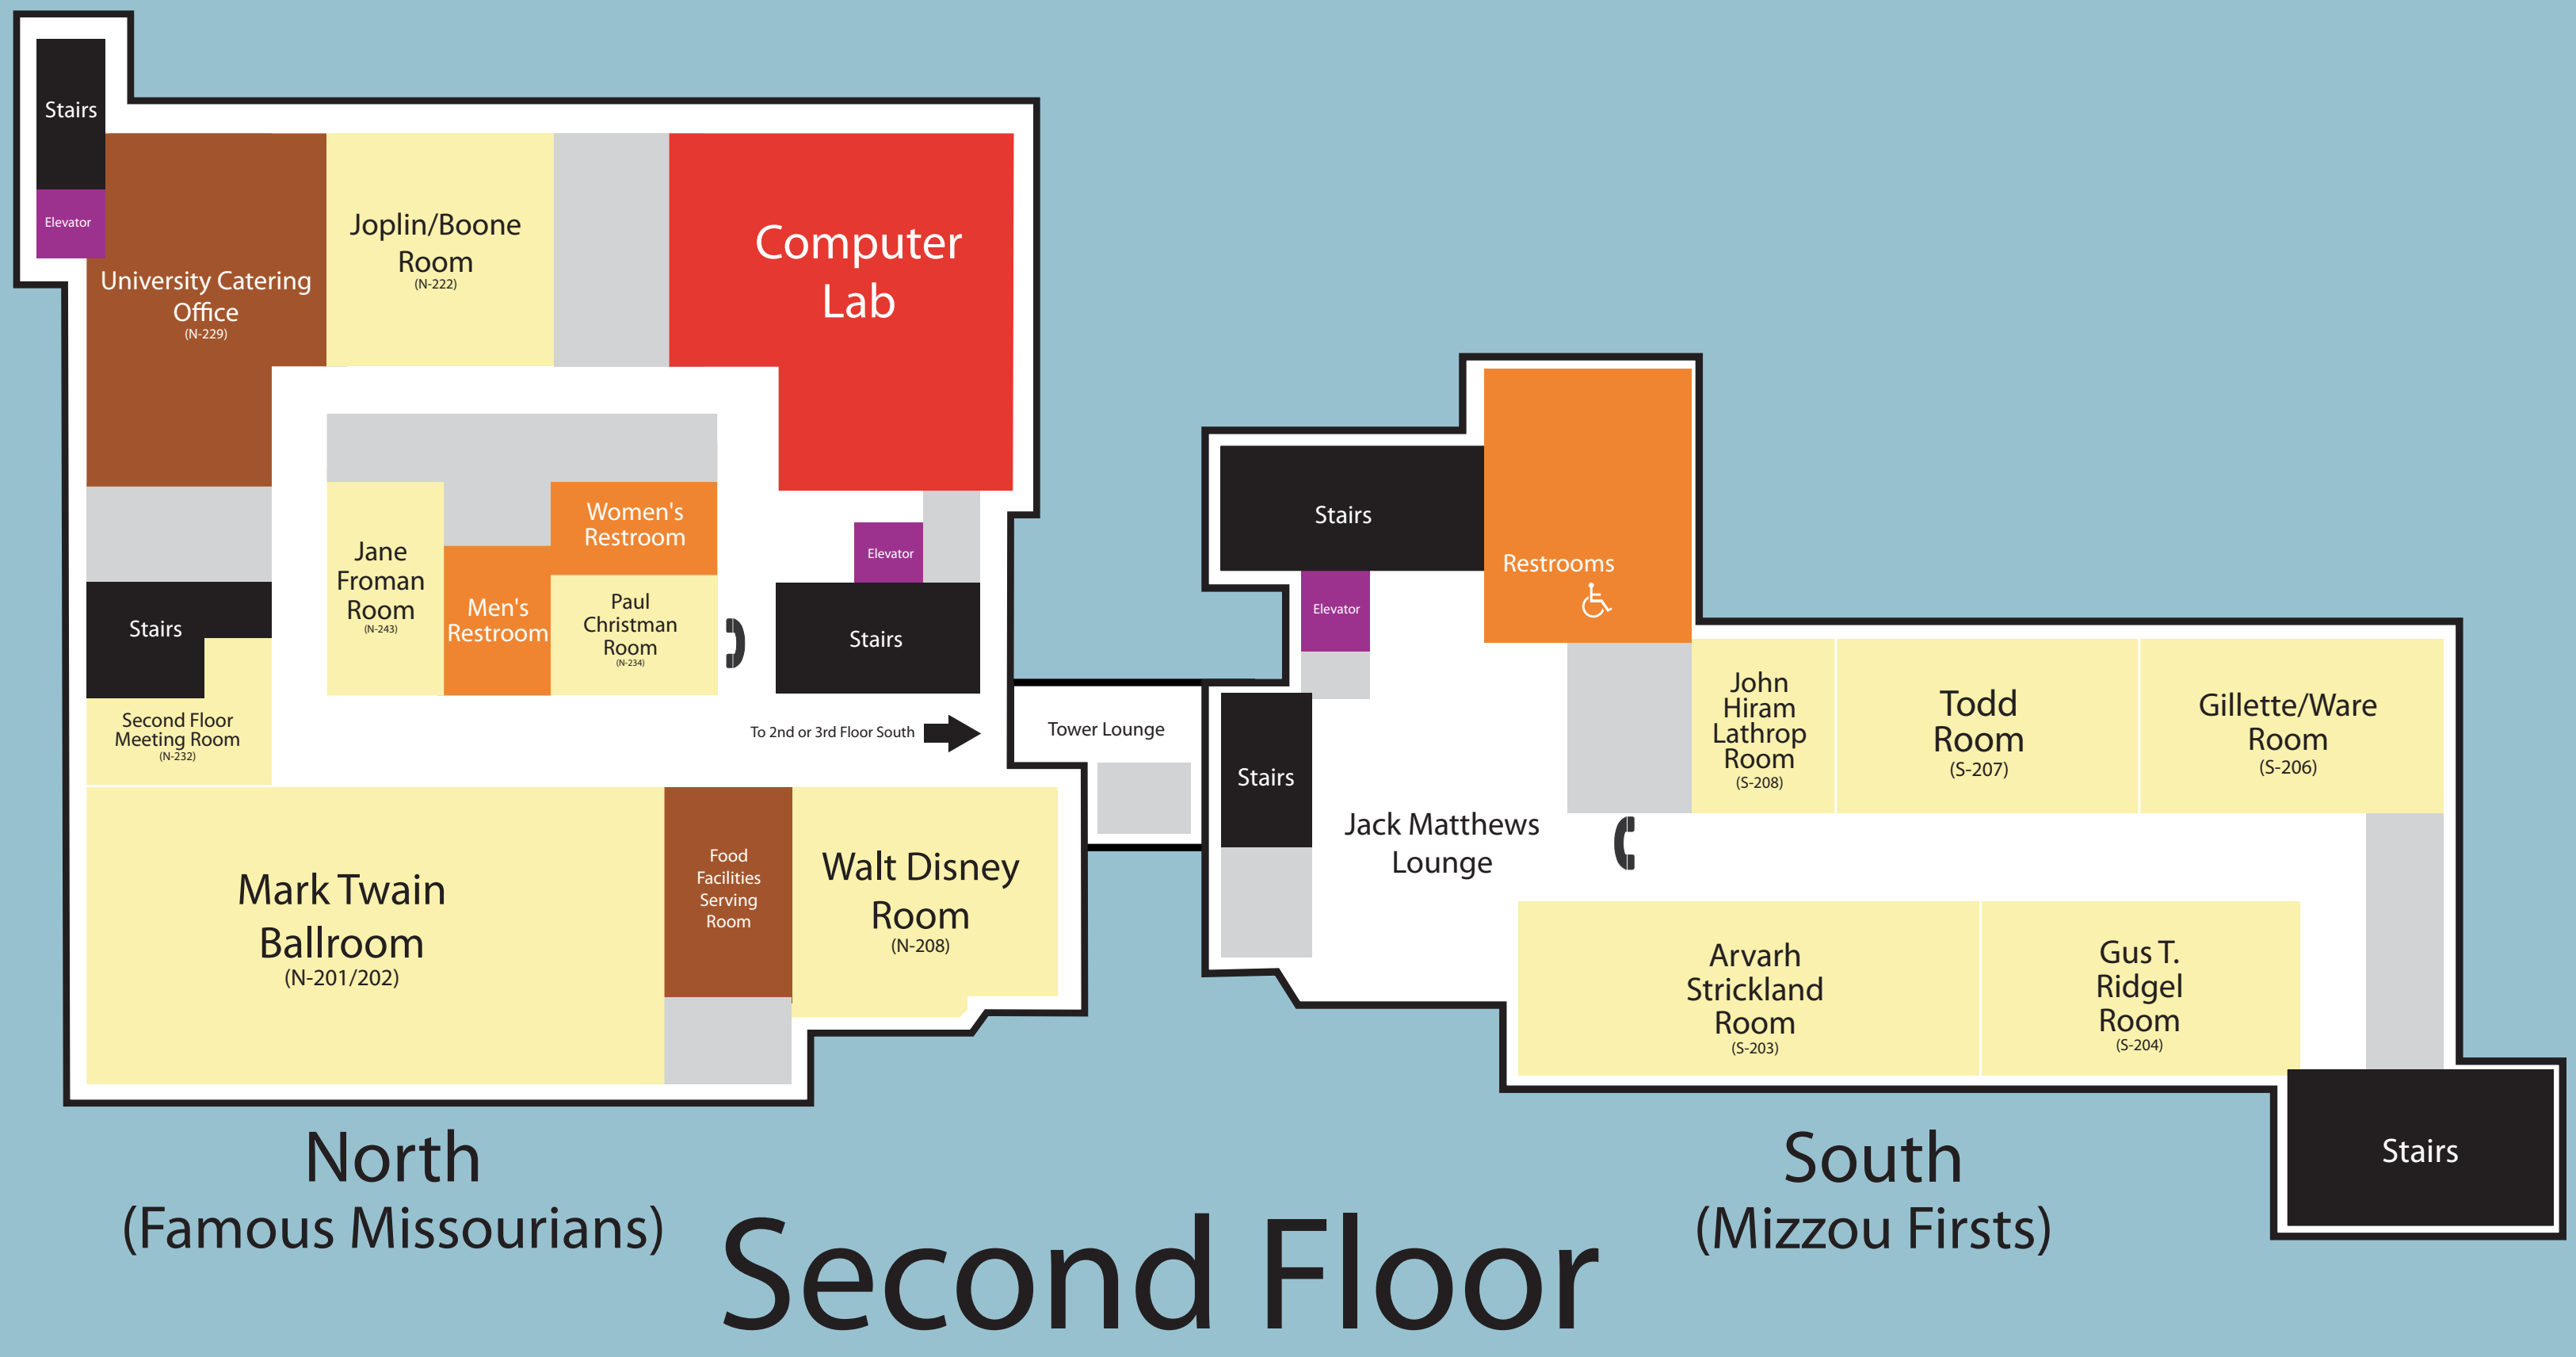 Stairs
Elevator
University Catering
Office
(N-229)
Joplin/Boone
Room
(N-222)
Computer
Lab
Jane
Froman
Room
(N-243)
Men's
Restroom
Women's
Restroom
Paul
Christman
Room
(N-234)
Elevator
Stairs
Stairs
Second Floor
Meeting Room
(N-232)
To 2nd or 3rd Floor South
Tower Lounge
Mark Twain
Ballroom
(N-201/202)
Food
Facilities
Serving
Room
Walt Disney
Room
(N-208)
Stairs
Restrooms
Elevator
Stairs
Jack Matthews
Lounge
John
Hiram
Lathrop
Room
(S-208)
Todd
Room
(S-207)
Gillette/Ware
Room
(S-206)
Arvarh
Strickland
Room
(S-203)
Gus T.
Ridgel
Room
(S-204)
Stairs
North
(Famous Missourians)
South
(Mizzou Firsts)
Second Floor